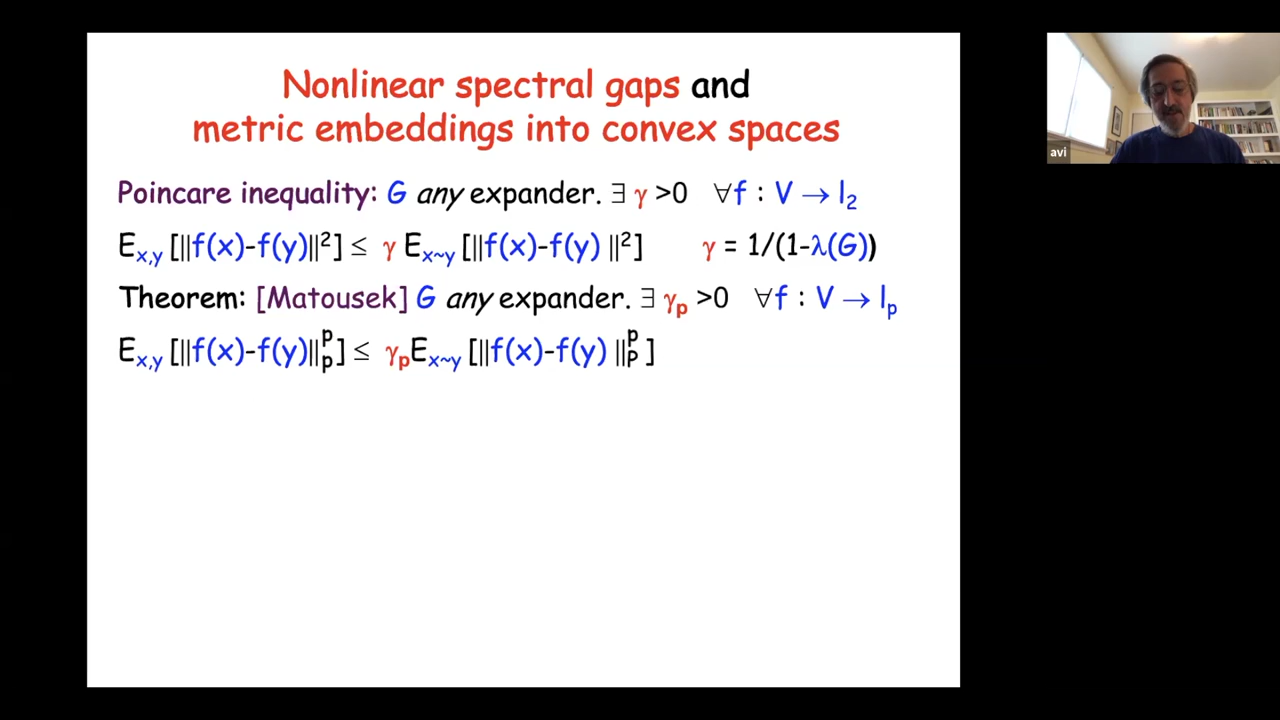 Nonlinear spectral gaps and
metric embeddings into convex spaces
Poincare inequality: G any expander. ∃ γ >0 ∀f : V → l₂
Eₓ,ᵧ [||f(x)-f(y)||²] ≤ γ Eₓ~ᵧ [||f(x)-f(y) ||²] γ = 1/(1-λ(G))
Theorem: [Matousek] G any expander. ∃ γₚ >0 ∀f : V → lₚ
Eₓ,ᵧ [||f(x)-f(y)||ₚᵖ] ≤ γₚEₓ~ᵧ [||f(x)-f(y) ||ₚᵖ ]
avi